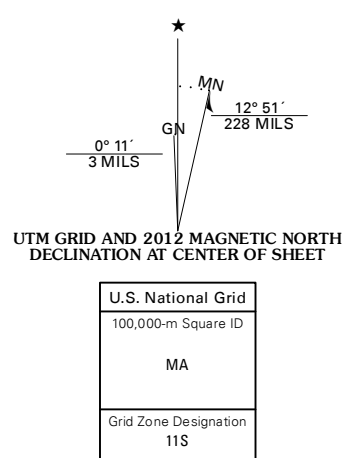 ★
MN
GN
12° 51´
228 MILS
0° 11´
3 MILS
UTM GRID AND 2012 MAGNETIC NORTH
DECLINATION AT CENTER OF SHEET
U.S. National Grid
100,000-m Square ID
MA
Grid Zone Designation
11S